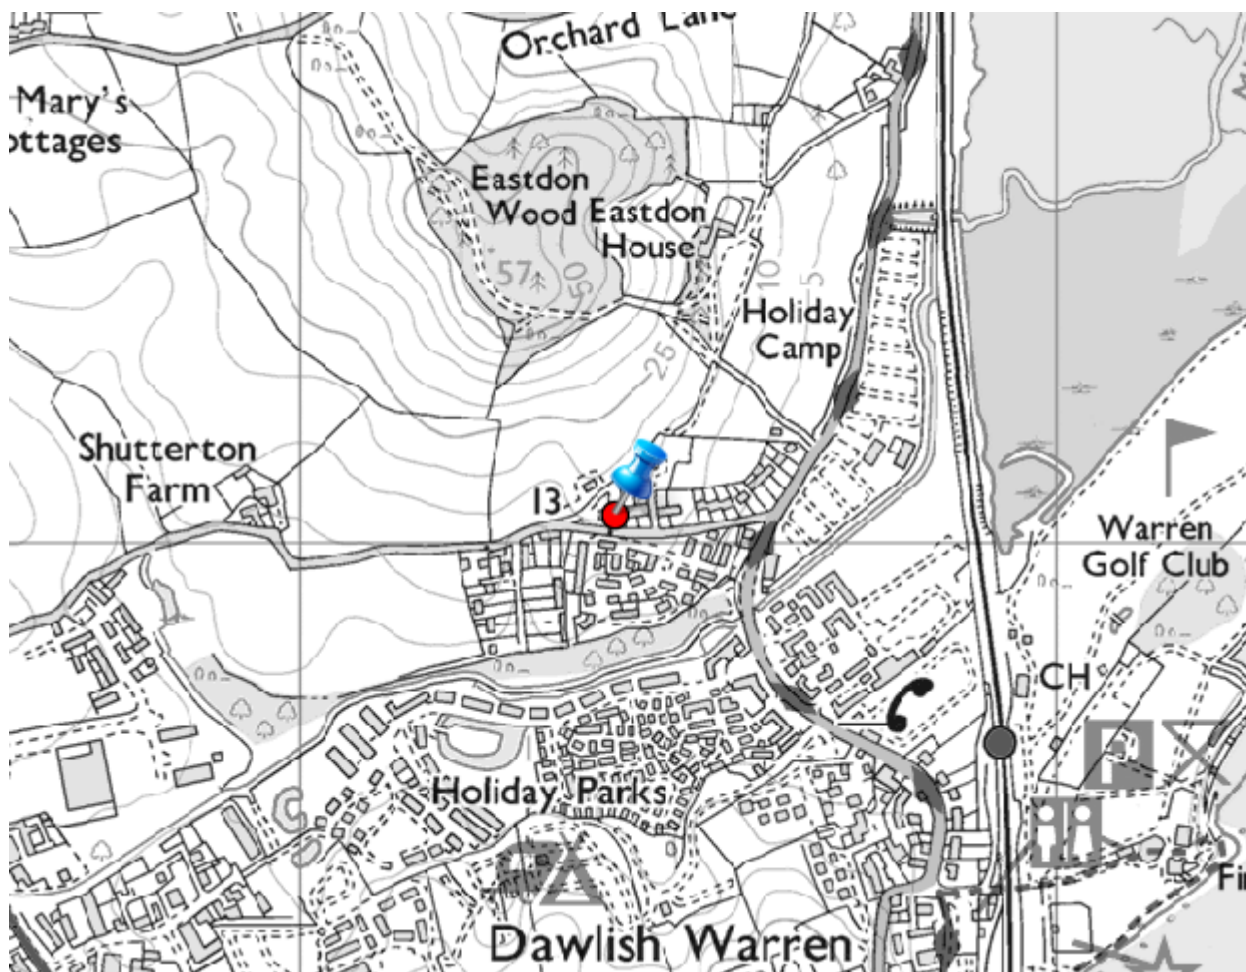 Orchard Lane
Mary's
ottages
Eastdon
Wood
Eastdon
House
57
50
10
5
Holiday
Camp
25
Shutterton
Farm
13
Warren
Golf Club
CH
P
Holiday Parks
Dawlish Warren
Fir